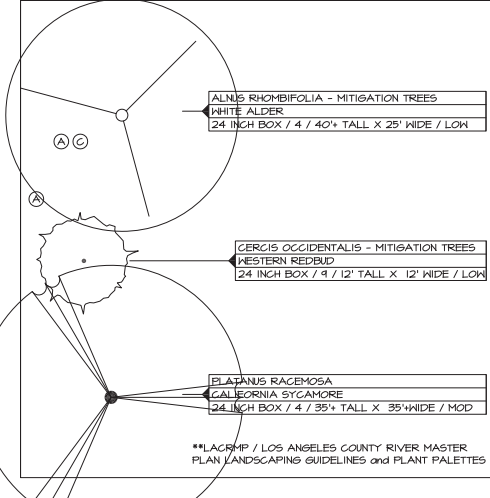 ALNUS RHOMBIFOLIA - MITIGATION TREES
WHITE ALDER
24 INCH BOX / 4 / 40'+ TALL X 25' WIDE / LOW
A C
A
CERCIS OCCIDENTALIS - MITIGATION TREES
WESTERN REDBUD
24 INCH BOX / 9 / 12' TALL X 12' WIDE / LOW
PLATANUS RACEMOSA
CALIFORNIA SYCAMORE
24 INCH BOX / 4 / 35'+ TALL X 35'+WIDE / MOD
**LACRMP / LOS ANGELES COUNTY RIVER MASTER
PLAN LANDSCAPING GUIDELINES and PLANT PALETTES